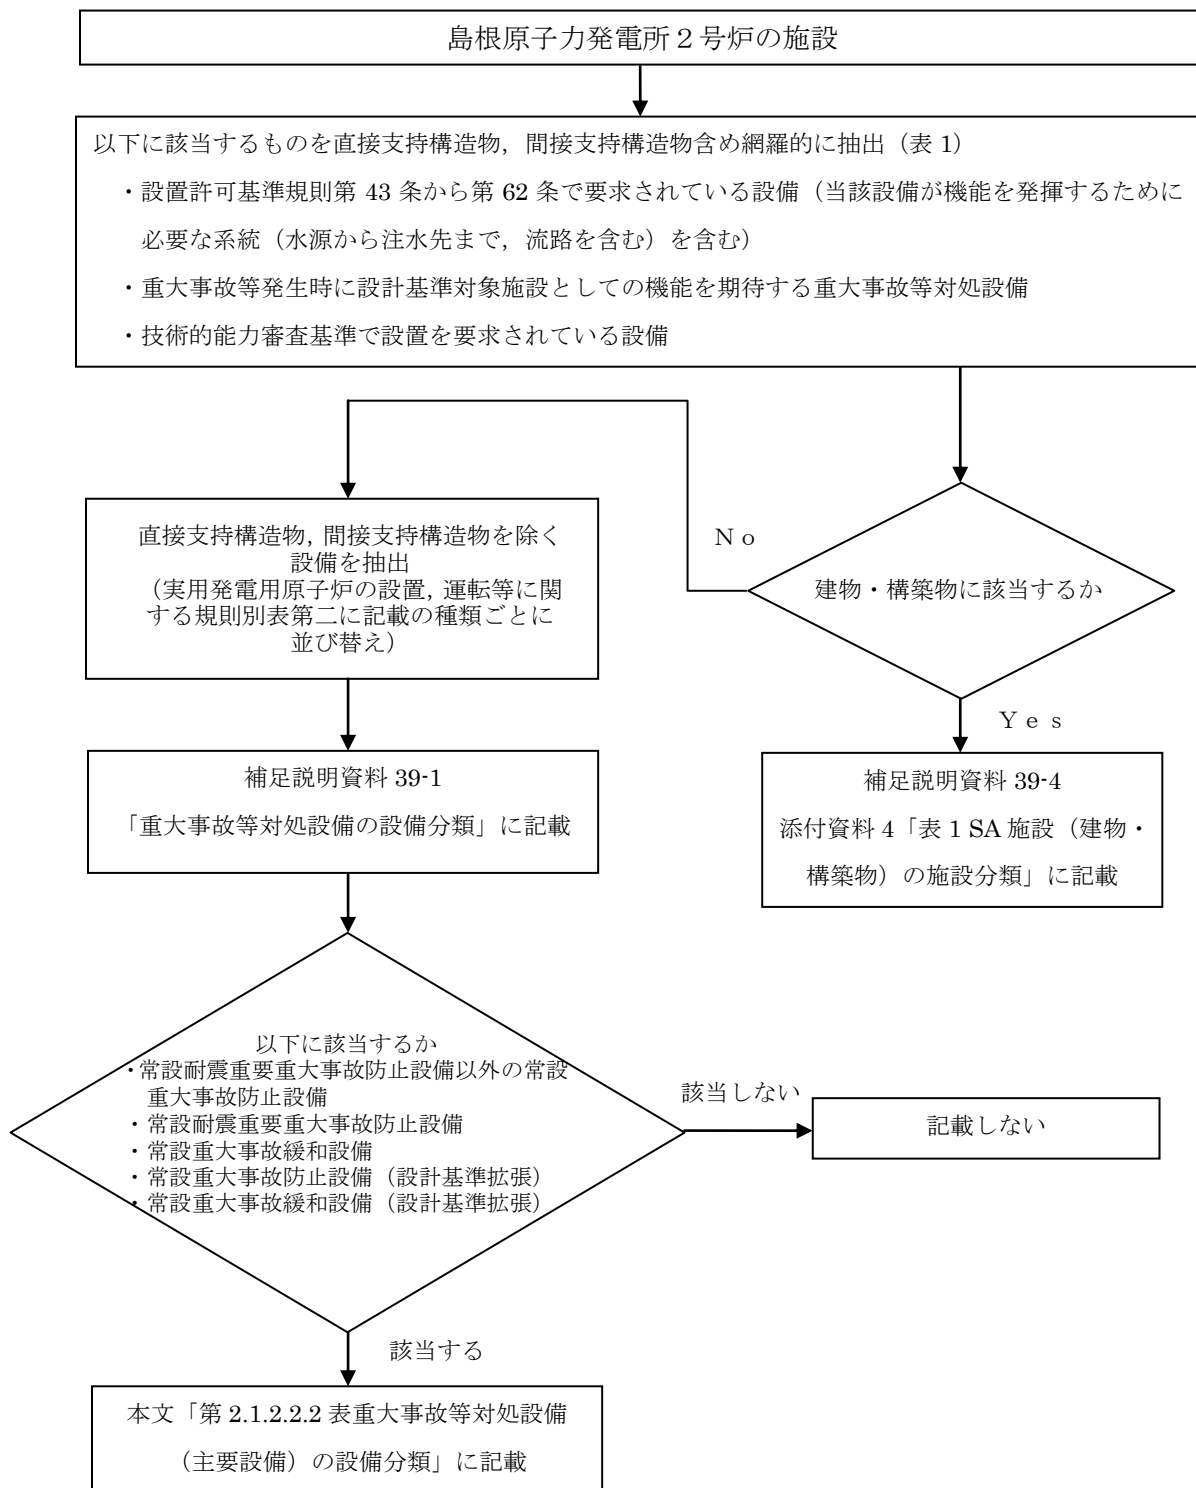 島根原子力発電所２号炉の施設
以下に該当するものを直接支持構造物，間接支持構造物含め網羅的に抽出（表 1）
・設置許可基準規則第 43 条から第 62 条で要求されている設備（当該設備が機能を発揮するために
必要な系統（水源から注水先まで，流路を含む）を含む）
・重大事故等発生時に設計基準対象施設としての機能を期待する重大事故等対処設備
・技術的能力審査基準で設置を要求されている設備
直接支持構造物，間接支持構造物を除く
設備を抽出
（実用発電用原子炉の設置，運転等に関
する規則別表第二に記載の種類ごとに
並び替え）
Ｎｏ
建物・構築物に該当するか
Ｙｅｓ
補足説明資料 39-1
「重大事故等対処設備の設備分類」に記載
補足説明資料 39-4
添付資料 4「表 1 SA 施設（建物・
構築物）の施設分類」に記載
以下に該当するか
・常設耐震重要重大事故防止設備以外の常設
重大事故防止設備
・常設耐震重要重大事故防止設備
・常設重大事故緩和設備
・常設重大事故防止設備（設計基準拡張）
・常設重大事故緩和設備（設計基準拡張）
該当しない
記載しない
該当する
本文「第 2.1.2.2.2 表重大事故等対処設備
（主要設備）の設備分類」に記載